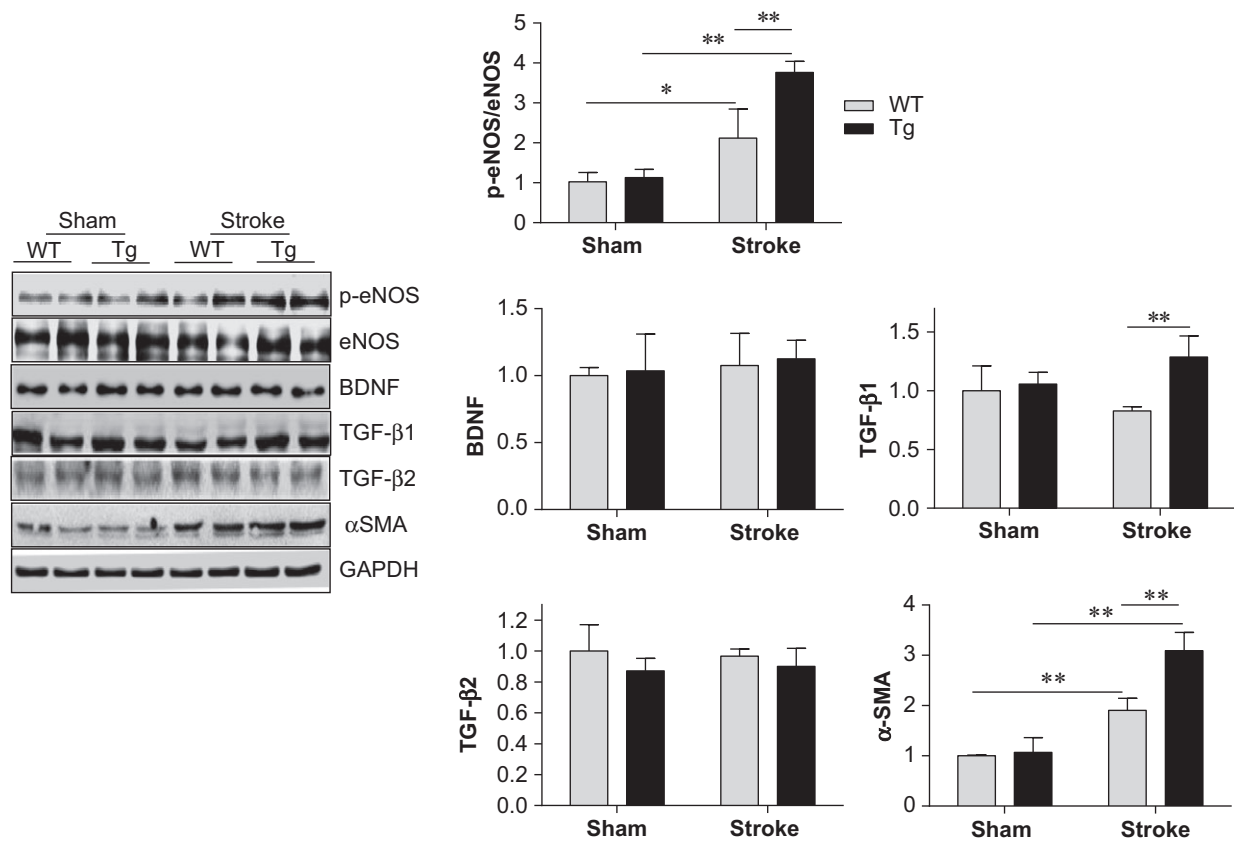 Sham Stroke
WT Tg WT Tg
p-eNOS
eNOS
BDNF
TGF-β1
TGF-β2
αSMA
GAPDH
p-eNOS/eNOS
5
4
3
2
1
0
*
**
**
Sham Stroke
WT
Tg
BDNF
1.5
1.0
0.5
0.0
Sham Stroke
TGF-β1
1.5
1.0
0.5
0.0
**
Sham Stroke
TGF-β2
1.2
1.0
0.8
0.6
0.4
0.2
0.0
Sham Stroke
α-SMA
4
3
2
1
0
**
**
**
Sham Stroke